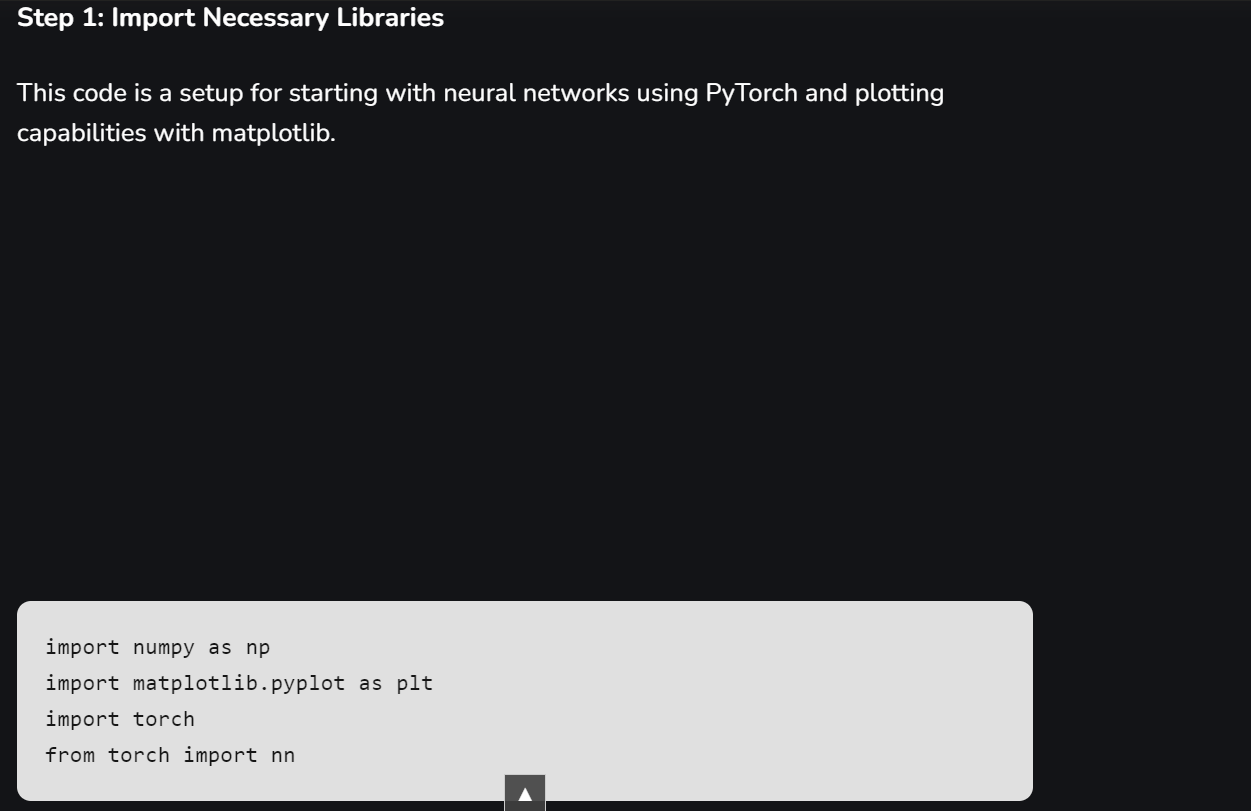 Step 1: Import Necessary Libraries
This code is a setup for starting with neural networks using PyTorch and plotting
capabilities with matplotlib.
import numpy as np
import matplotlib.pyplot as plt
import torch
from torch import nn